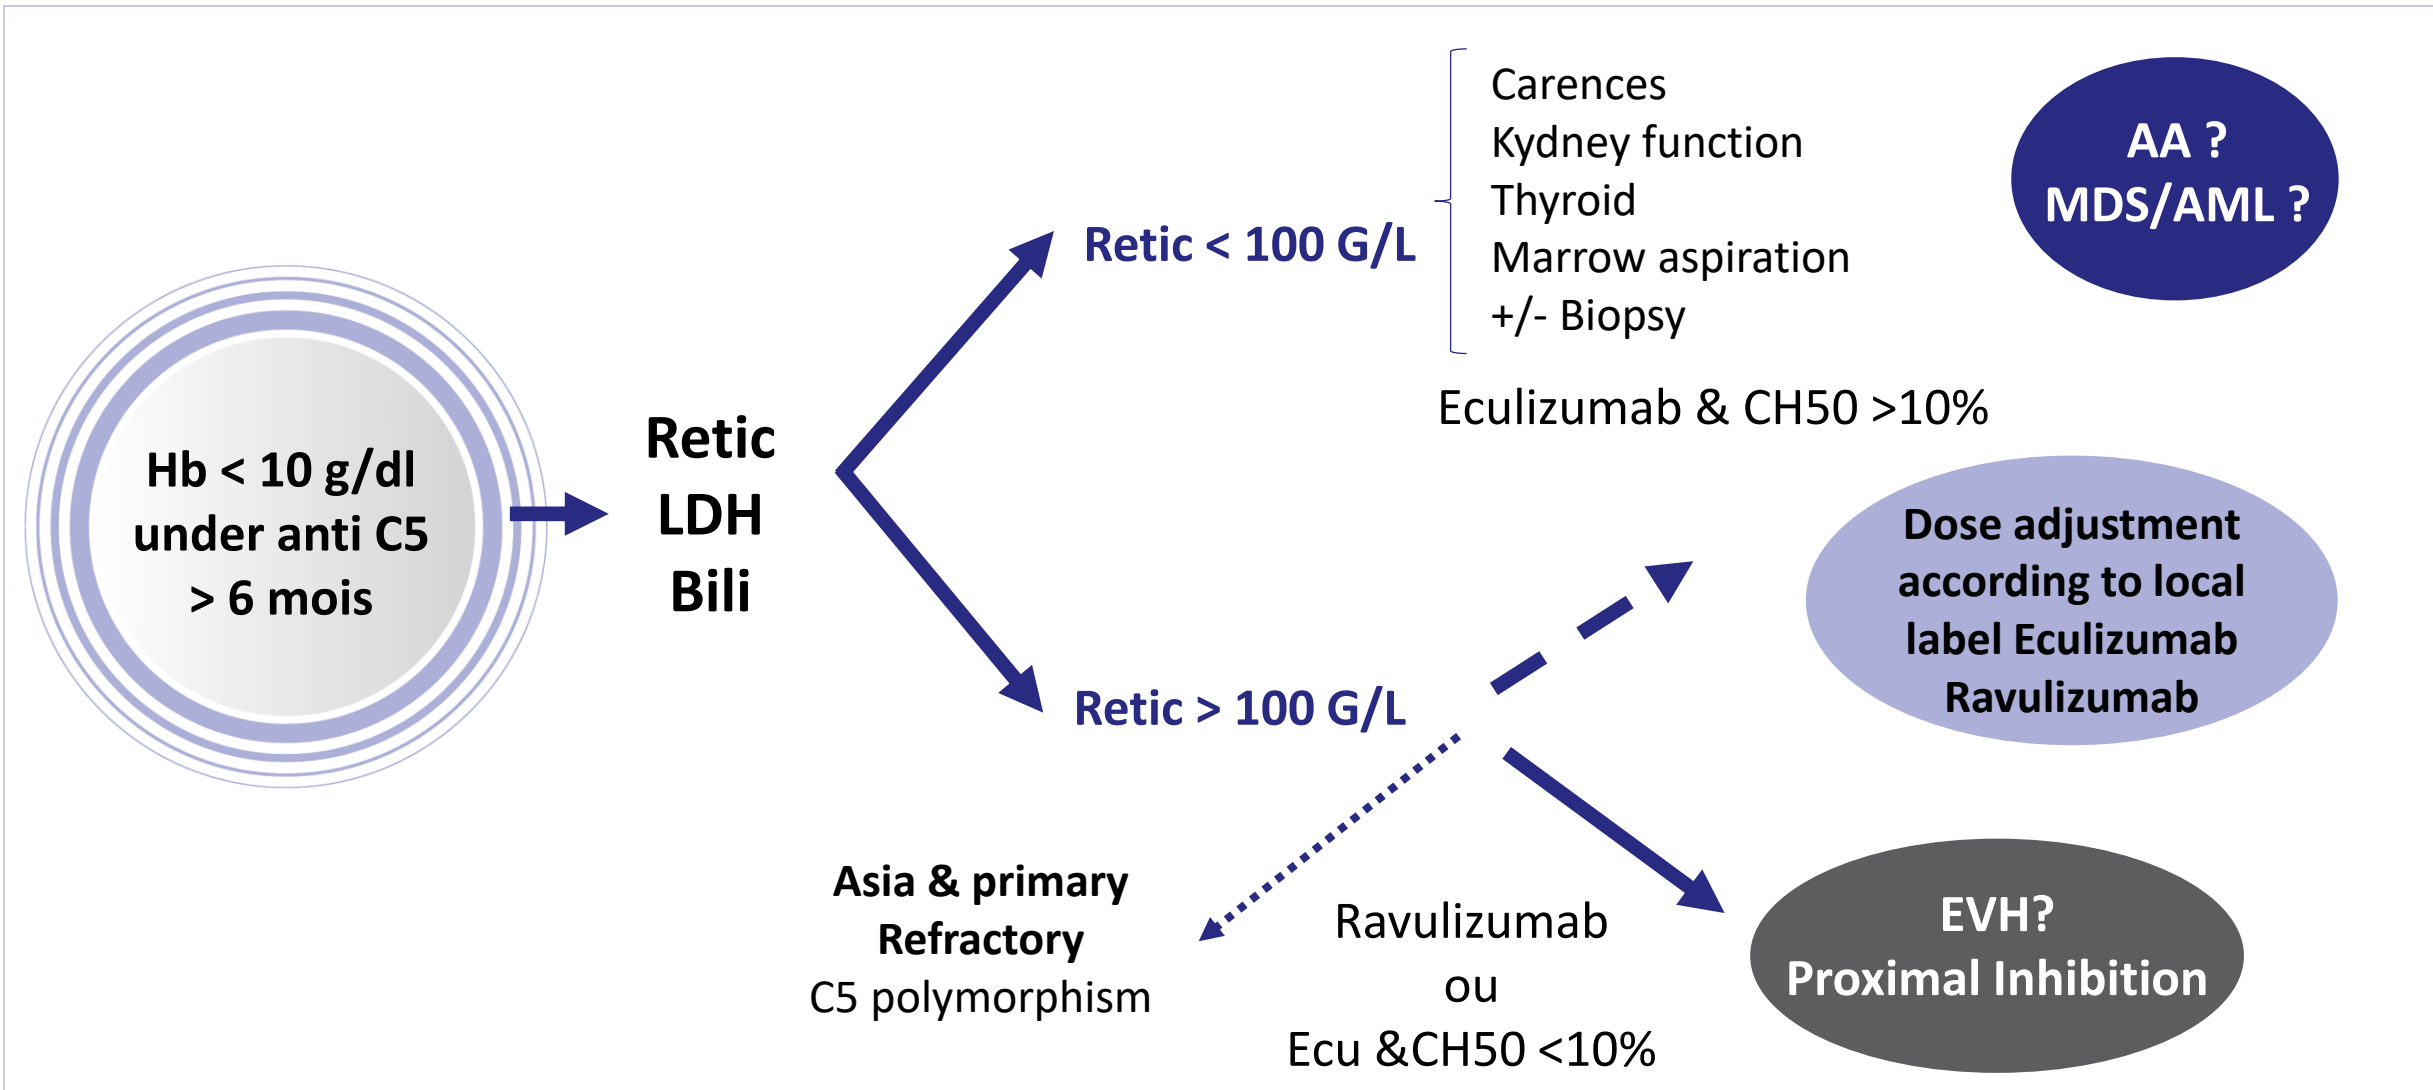 Hb < 10 g/dl
under anti C5
> 6 mois
Retic
LDH
Bili
Retic < 100 G/L
Carences
Kydney function
Thyroid
Marrow aspiration
+/- Biopsy
AA ?
MDS/AML ?
Retic > 100 G/L
Eculizumab & CH50 >10%
Dose adjustment
according to local
label Eculizumab
Ravulizumab
Asia & primary
Refractory
C5 polymorphism
Ravulizumab
ou
Ecu &CH50 <10%
EVH?
Proximal Inhibition